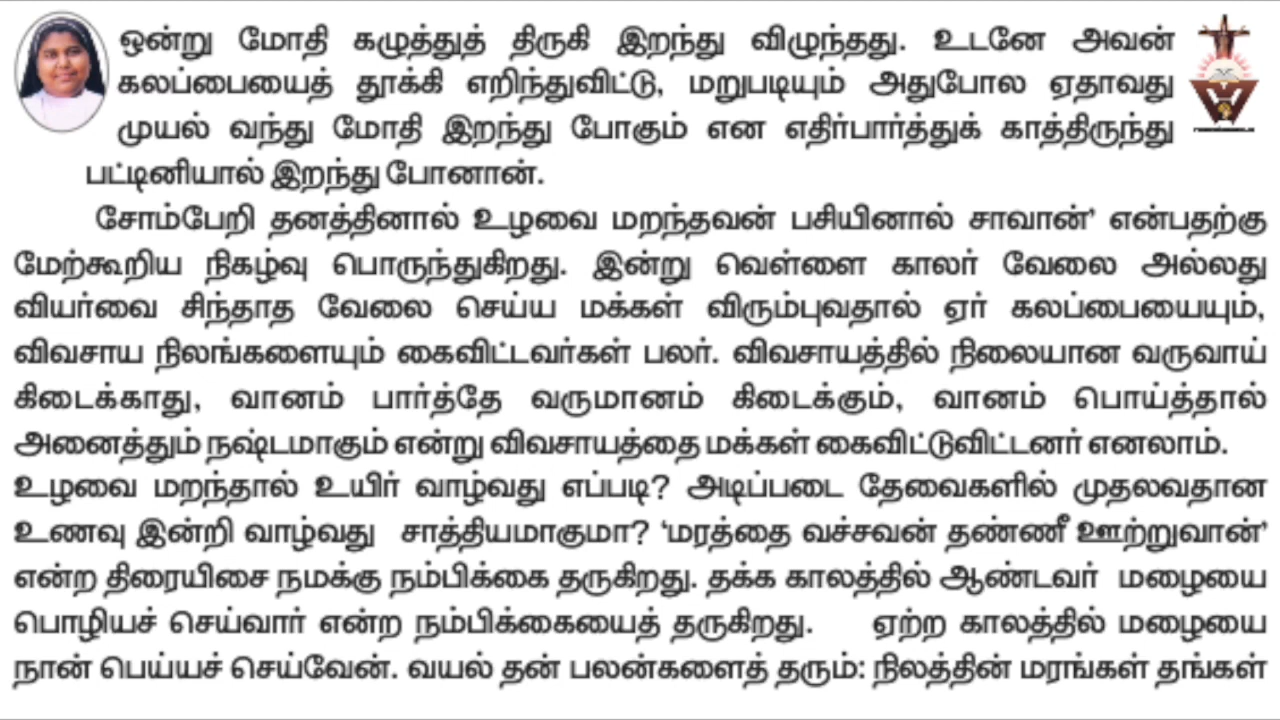 ஒன்று மோதி கழுத்துத் திருகி இறந்து விழுந்தது. உடனே அவன்
கலப்பையைத் தூக்கி எறிந்துவிட்டு, மறுபடியும் அதுபோல ஏதாவது
முயல் வந்து மோதி இறந்து போகும் என எதிர்பார்த்துக் காத்திருந்து
பட்டினியால் இறந்து போனான்.
சோம்பேறி தனத்தினால் உழவை மறந்தவன் பசியினால் சாவான்’ என்பதற்கு
மேற்கூறிய நிகழ்வு பொருந்துகிறது. இன்று வெள்ளை காலர் வேலை அல்லது
வியர்வை சிந்தாத வேலை செய்ய மக்கள் விரும்புவதால் ஏர் கலப்பையையும்,
விவசாய நிலங்களையும் கைவிட்டவர்கள் பலர். விவசாயத்தில் நிலையான வருவாய்
கிடைக்காது, வானம் பார்த்தே வருமானம் கிடைக்கும், வானம் பொய்த்தால்
அனைத்தும் நஷ்டமாகும் என்று விவசாயத்தை மக்கள் கைவிட்டுவிட்டனர் எனலாம்.
உழவை மறந்தால் உயிர் வாழ்வது எப்படி? அடிப்படை தேவைகளில் முதலவதான
உணவு இன்றி வாழ்வது சாத்தியமாகுமா? ‘மரத்தை வச்சவன் தண்ணீ ஊற்றுவான்’
என்ற திரையிசை நமக்கு நம்பிக்கை தருகிறது. தக்க காலத்தில் ஆண்டவர் மழையை
பொழியச் செய்வார் என்ற நம்பிக்கையைத் தருகிறது. ஏற்ற காலத்தில் மழையை
நான் பெய்யச் செய்வேன். வயல் தன் பலன்களைத் தரும்: நிலத்தின் மரங்கள் தங்கள்